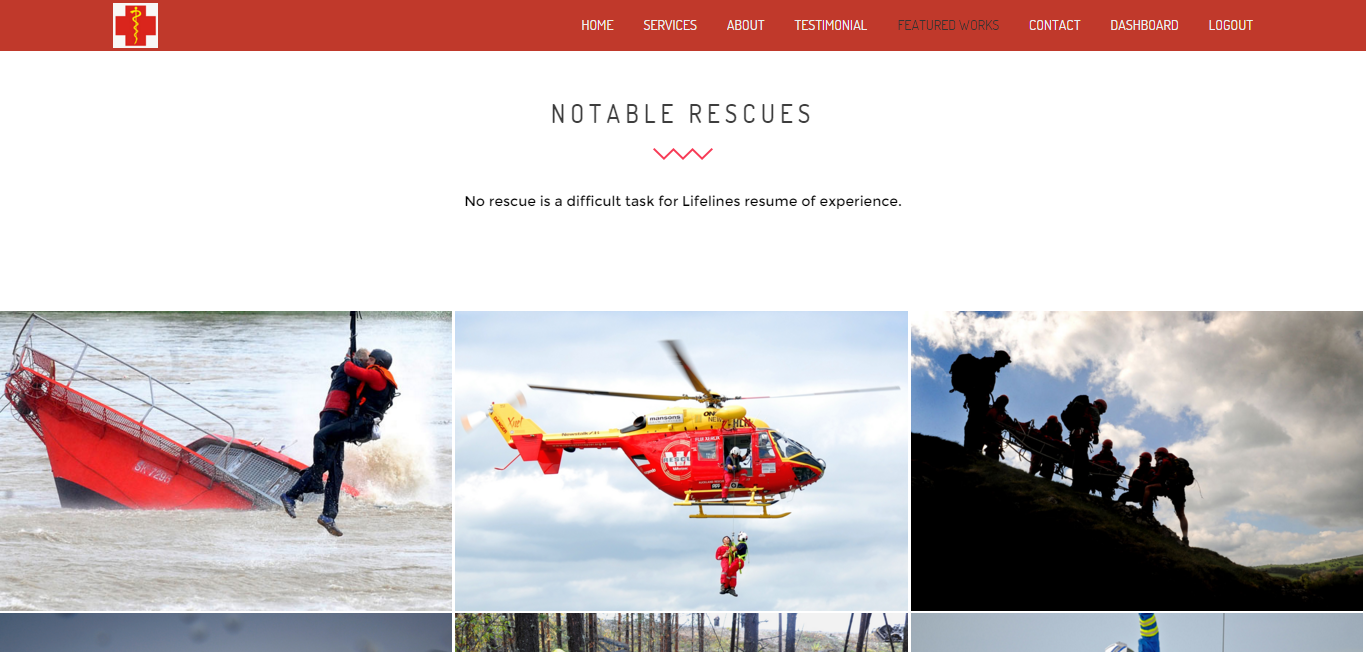 HOME SERVICES ABOUT TESTIMONIAL FEATURED WORKS CONTACT DASHBOARD LOGOUT
NOTABLE RESCUES
No rescue is a difficult task for Lifelines resume of experience.
mansons